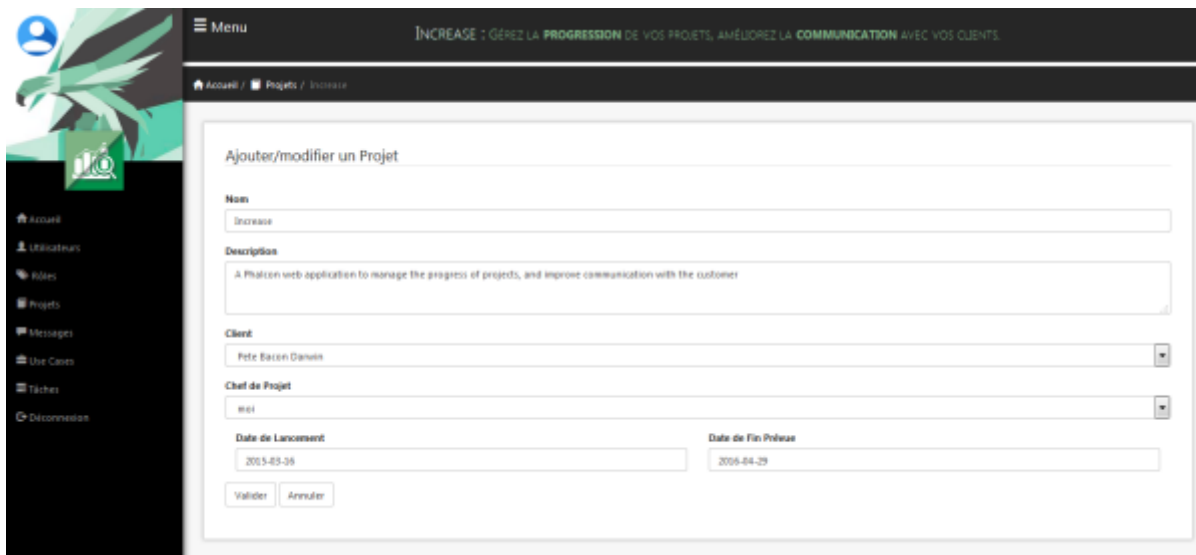 Menu
INCREASE : GÉREZ LA PROGRESSION DE VOS PROJETS, AMÉLIOREZ LA COMMUNICATION AVEC VOS CLIENTS.
Accueil / Projets / Increase
Ajouter/modifier un Projet
Nom
Increase
Description
A Phalcon web application to manage the progress of projects, and improve communication with the customer
Client
Pete Bacon Darwin
Chef de Projet
moi
Date de Lancement
Date de Fin Prévue
2015-03-16
2016-04-29
Valider
Annuler
Accueil
Utilisateurs
Rôles
Projets
Messages
Use Cases
Tâches
Déconnexion